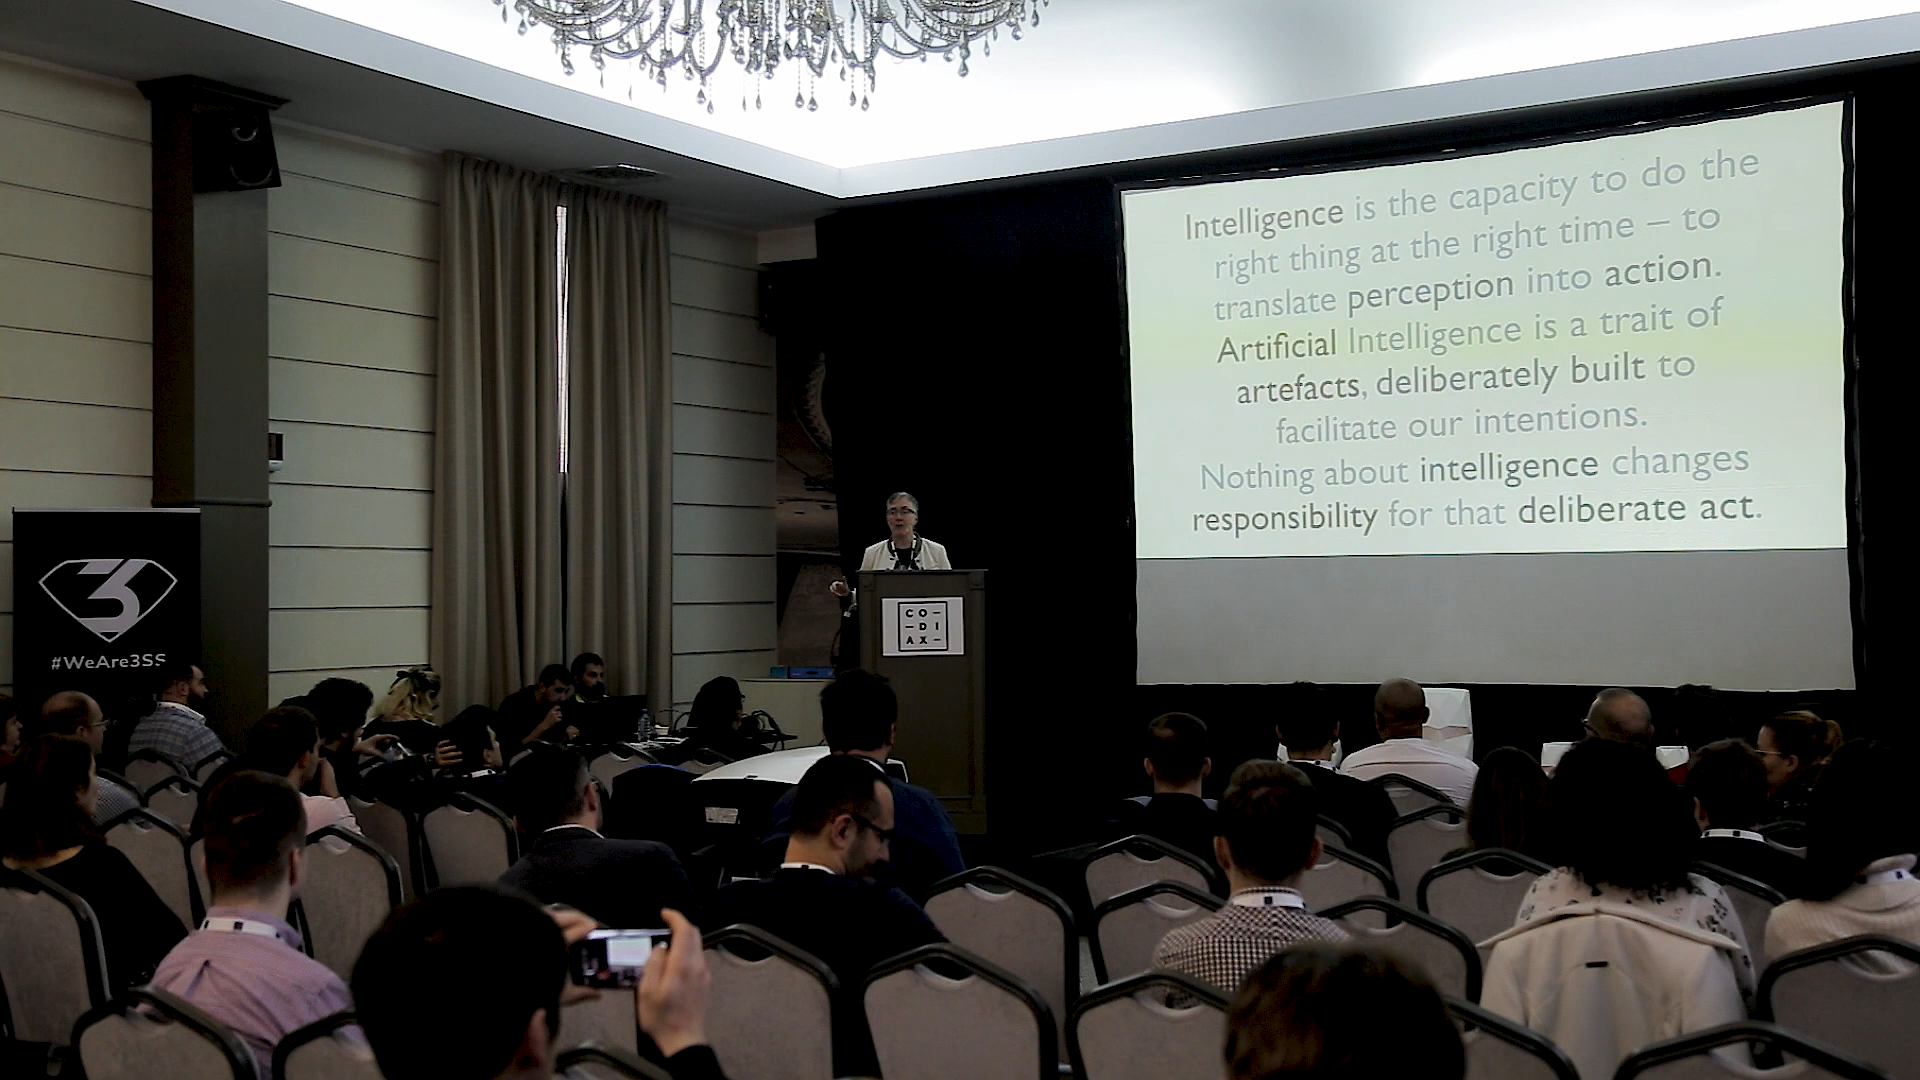 Intelligence is the capacity to do the
right thing at the right time – to
translate perception into action.
Artificial Intelligence is a trait of
artefacts, deliberately built to
facilitate our intentions.
Nothing about intelligence changes
responsibility for that deliberate act.
3
#WeAre3SS
CO–
–DI
AX–